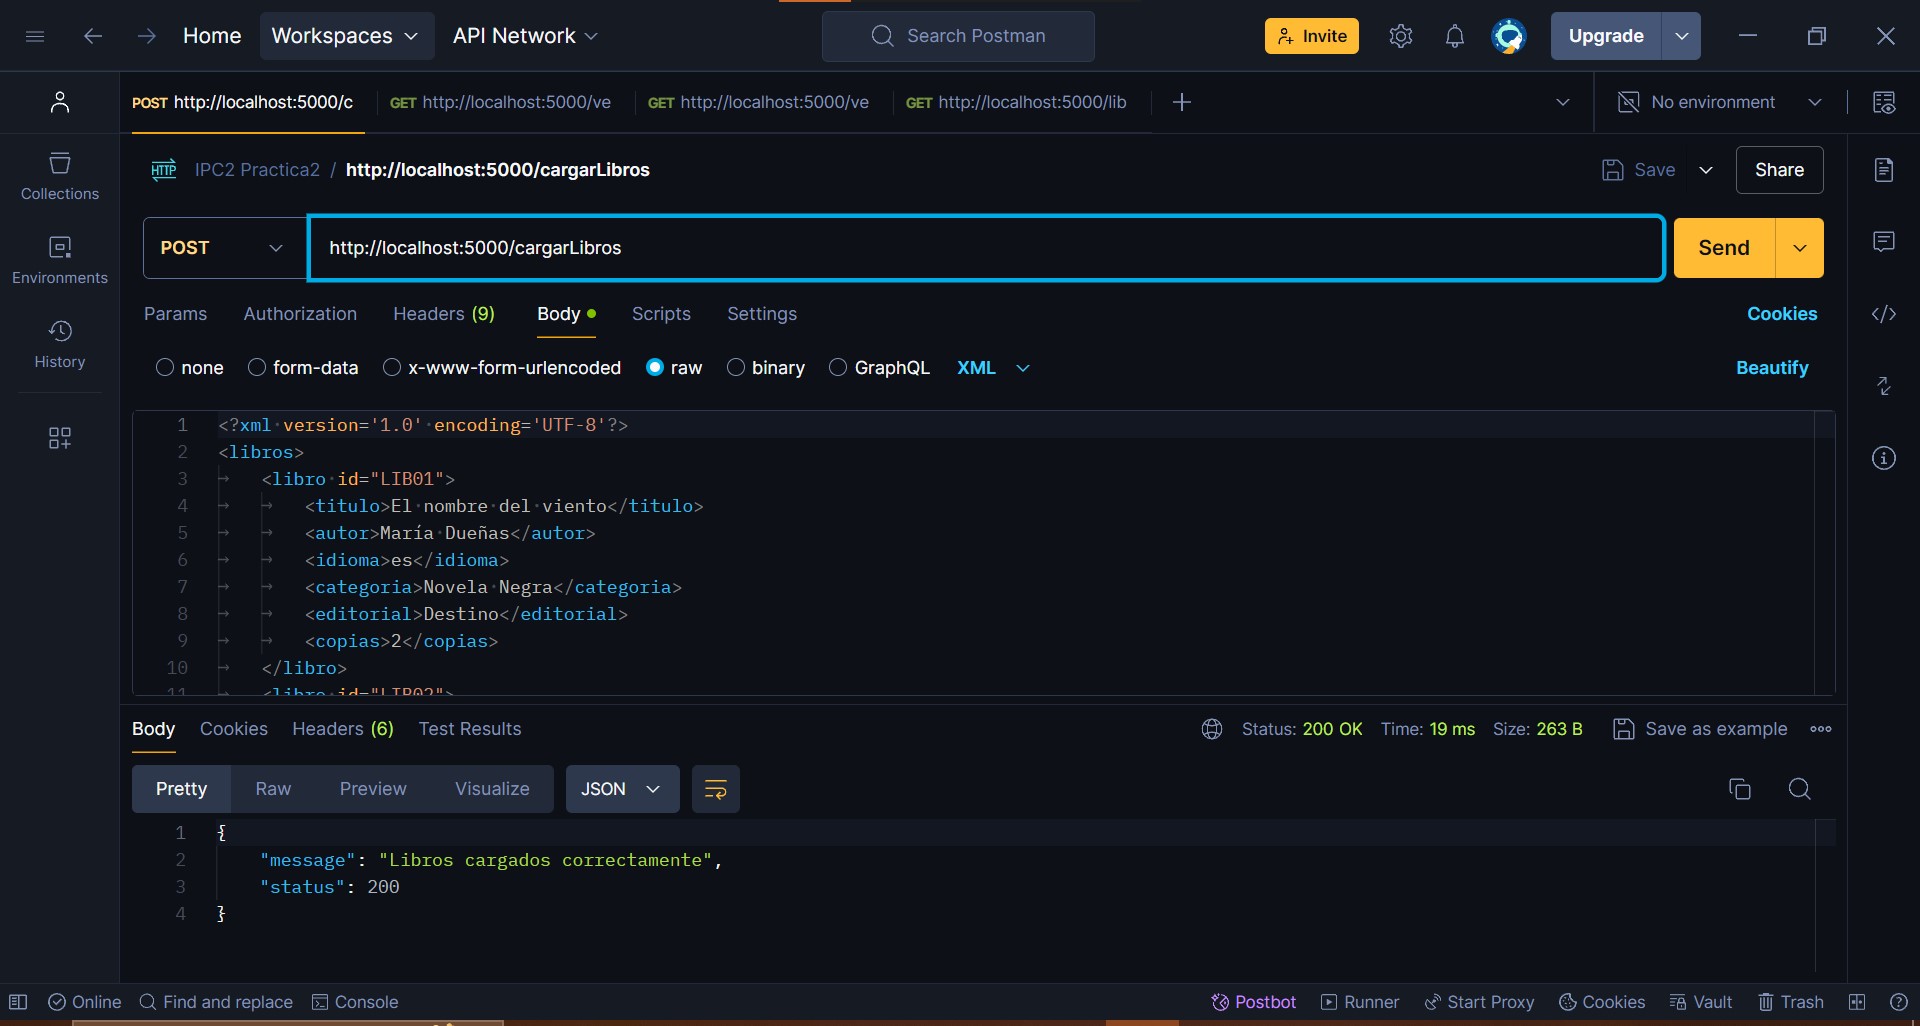 Home Workspaces API Network Search Postman Invite Upgrade
POST http://localhost:5000/c GET http://localhost:5000/ve GET http://localhost:5000/ve GET http://localhost:5000/lib No environment
HTTP IPC2 Practica2 / http://localhost:5000/cargarLibros Save Share
Collections
POST http://localhost:5000/cargarLibros Send
Environments
Params Authorization Headers (9) Body Scripts Settings Cookies
History
none form-data x-www-form-urlencoded raw binary GraphQL XML Beautify
1 <?xml version='1.0' encoding='UTF-8'?>
2 <libros>
3 <libro id="LIB01">
4 <titulo>El nombre del viento</titulo>
5 <autor>María Dueñas</autor>
6 <idioma>es</idioma>
7 <categoria>Novela Negra</categoria>
8 <editorial>Destino</editorial>
9 <copias>2</copias>
10 </libro>
11 <libro id="LIB02">
Body Cookies Headers (6) Test Results Status: 200 OK Time: 19 ms Size: 263 B Save as example
Pretty Raw Preview Visualize JSON
1 {
2 "message": "Libros cargados correctamente",
3 "status": 200
4 }
Online Find and replace Console Postbot Runner Start Proxy Cookies Vault Trash